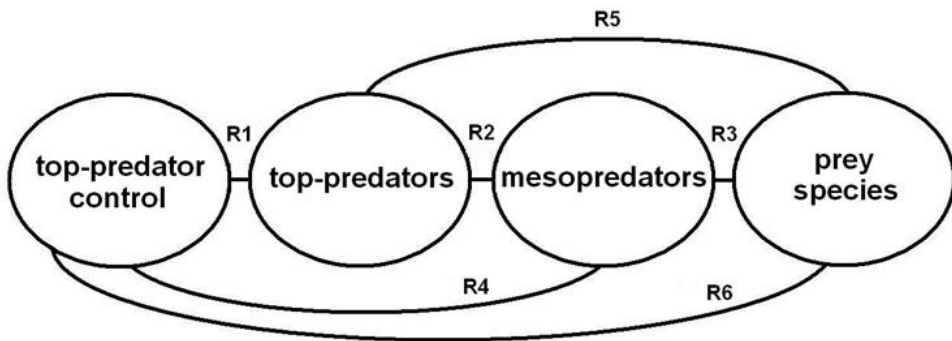 R5
R1
R2
R3
top-predator
control
top-predators
mesopredators
prey
species
R4
R6